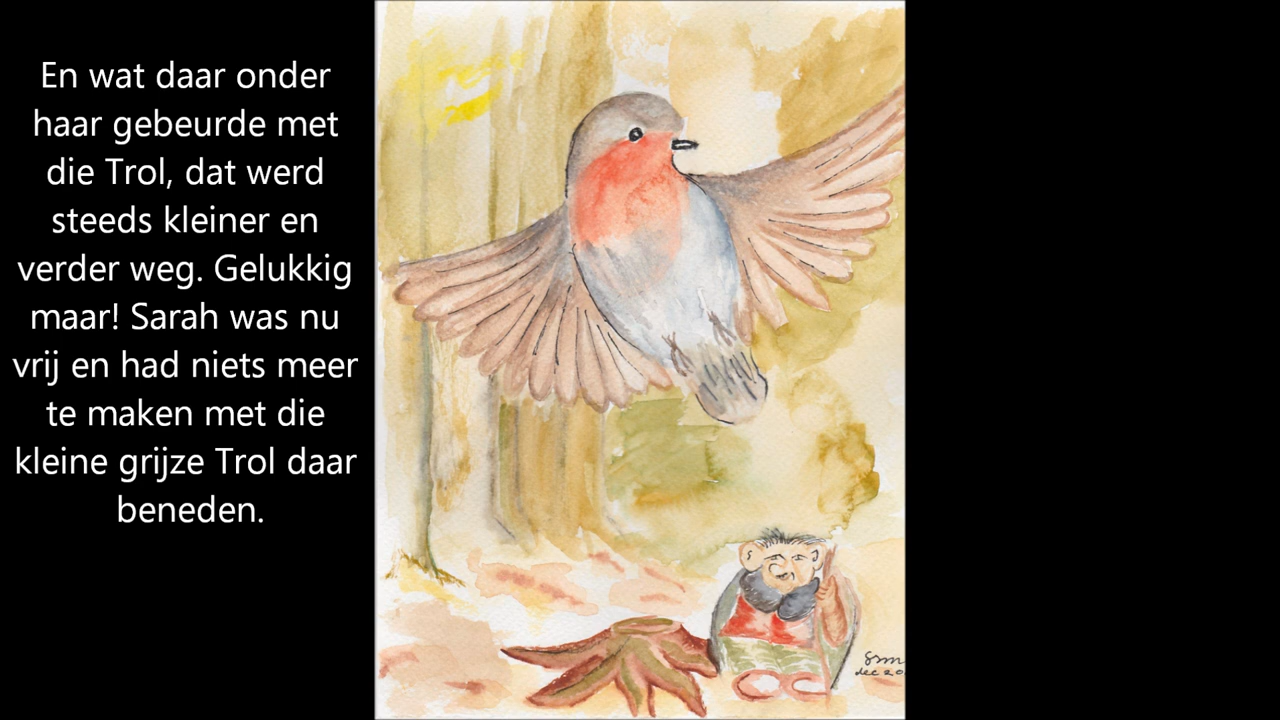 En wat daar onder
haar gebeurde met
die Trol, dat werd
steeds kleiner en
verder weg. Gelukkig
maar! Sarah was nu
vrij en had niets meer
te maken met die
kleine grijze Trol daar
beneden.
dec